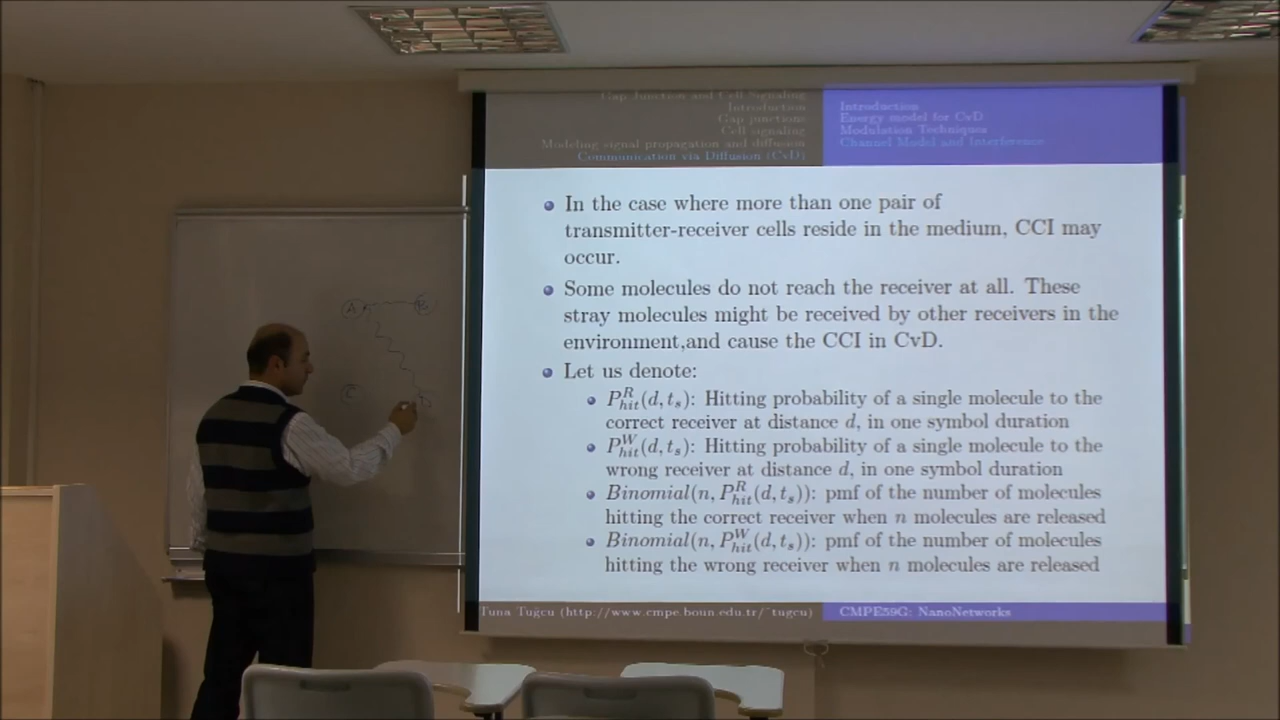 Gap Junction and Cell Signaling
Introduction
Gap junctions
Cell signaling
Modeling signal propagation and diffusion
Communication via Diffusion (CvD)
Introduction
Energy model for CvD
Modulation Techniques
Channel Model and Interference
In the case where more than one pair of
transmitter-receiver cells reside in the medium, CCI may
occur.
Some molecules do not reach the receiver at all. These
stray molecules might be received by other receivers in the
environment,and cause the CCI in CvD.
Let us denote:
P^R_hit(d, t_s): Hitting probability of a single molecule to the
correct receiver at distance d, in one symbol duration
P^W_hit(d, t_s): Hitting probability of a single molecule to the
wrong receiver at distance d, in one symbol duration
Binomial(n, P^R_hit(d, t_s)): pmf of the number of molecules
hitting the correct receiver when n molecules are released
Binomial(n, P^W_hit(d, t_s)): pmf of the number of molecules
hitting the wrong receiver when n molecules are released
Tuna Tuğcu (http://www.cmpe.boun.edu.tr/~tugcu)
CMPE59G: NanoNetworks
A
B
C